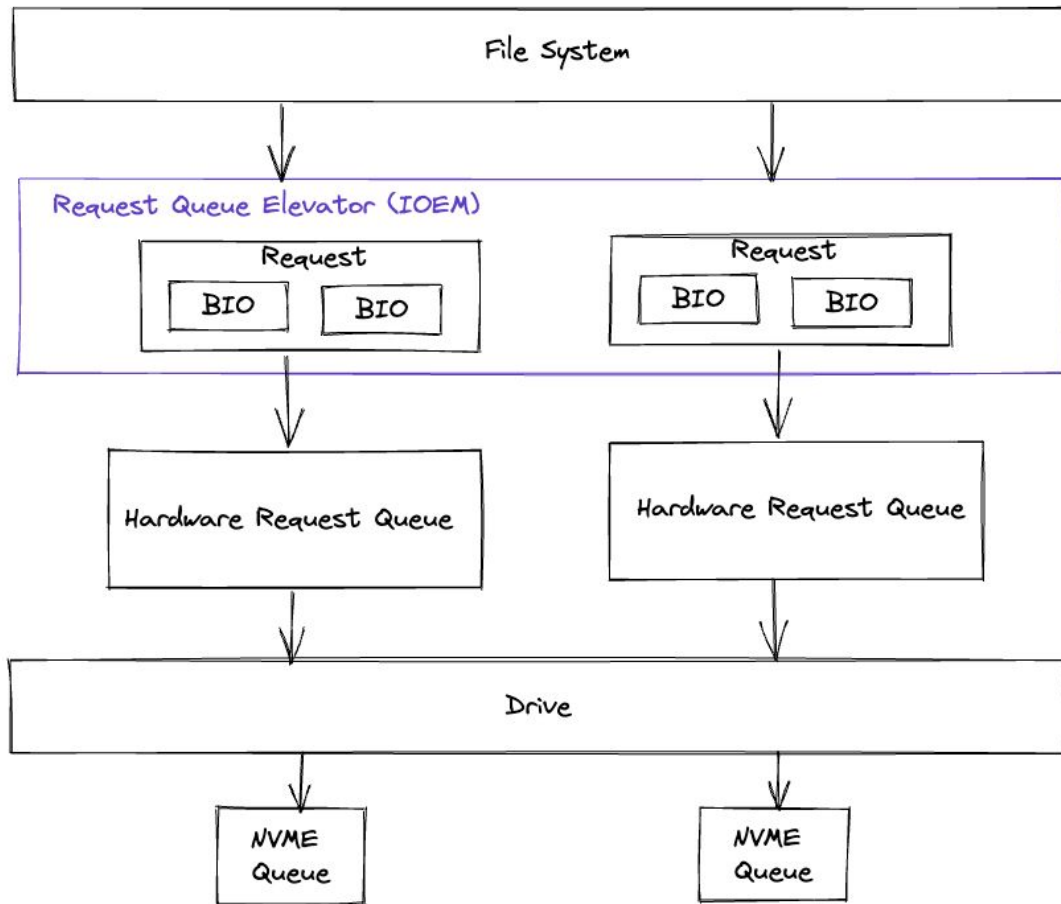 File System
Request Queue Elevator (IOEM)
Request
BIO
BIO
Request
BIO
BIO
Hardware Request Queue
Hardware Request Queue
Drive
NVME
Queue
NVME
Queue